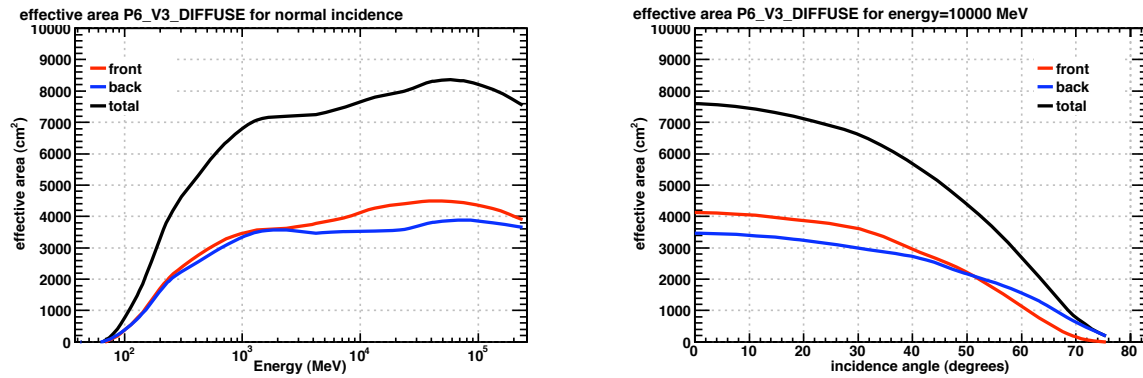 effective area P6_V3_DIFFUSE for normal incidence
10000
9000
8000
7000
6000
5000
4000
3000
2000
1000
0
effective area (cm²)
front
back
total
10² 10³ 10⁴ 10⁵
Energy (MeV)
effective area P6_V3_DIFFUSE for energy=10000 MeV
10000
9000
8000
7000
6000
5000
4000
3000
2000
1000
0
effective area (cm²)
front
back
total
0 10 20 30 40 50 60 70 80
incidence angle (degrees)